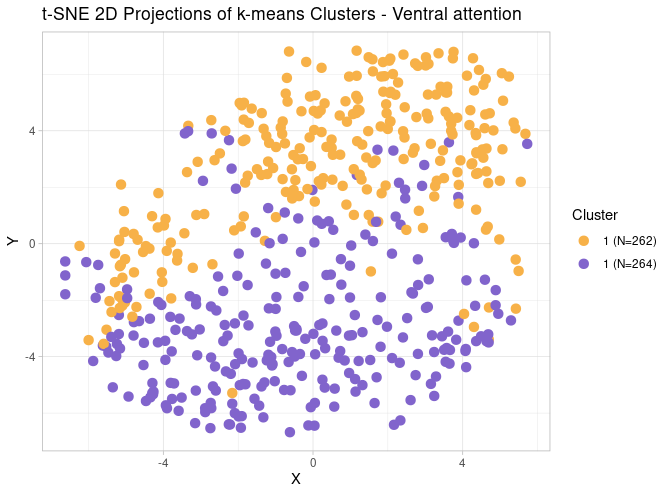 t-SNE 2D Projections of k-means Clusters - Ventral attention
Y
4
0
-4
-4
0
4
X
Cluster
1 (N=262)
1 (N=264)